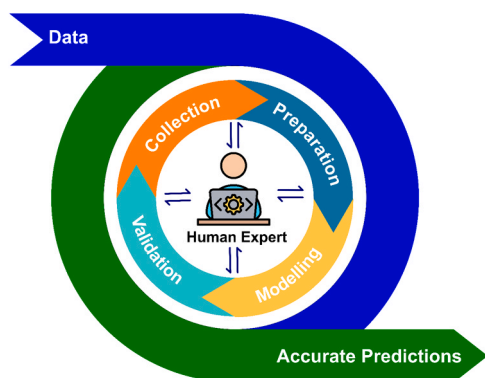 Data
Collection
Preparation
Human Expert
Validation
Modelling
Accurate Predictions